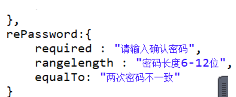 },
rePassword:{
required : "请输入确认密码",
rangelength : "密码长度6-12位",
equalTo: "两次密码不一致"
}